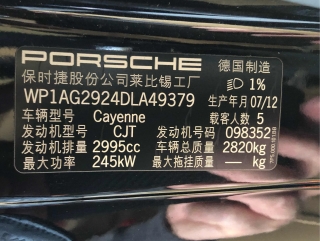 PORSCHE 德国制造
保时捷股份公司莱比锡工厂 1%
WP1AG2924DLA49379 生产年月07/12
车辆型号 Cayenne 载客人数 5
发动机型号 CJT 发动机号 098352
发动机排量 2995cc 车辆总质量 2820kg
最大功率 245kW 最大拖挂质量 — kg